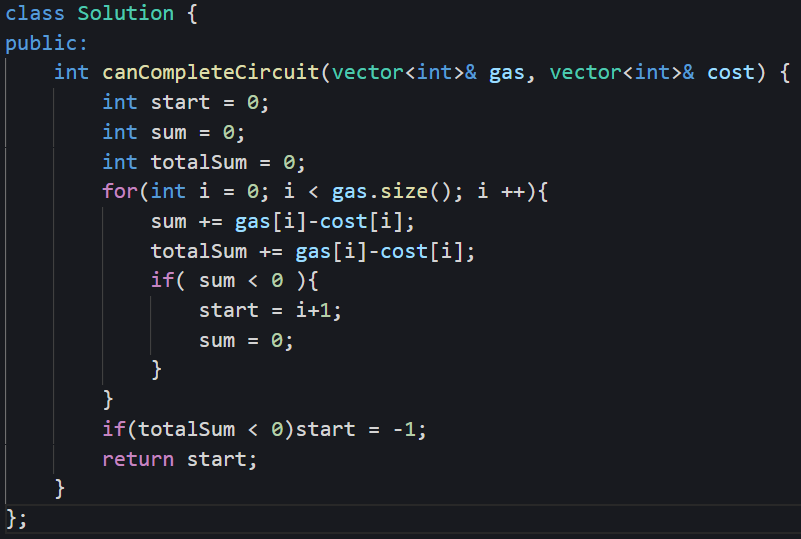 class Solution {
public:
    int canCompleteCircuit(vector<int>& gas, vector<int>& cost) {
        int start = 0;
        int sum = 0;
        int totalSum = 0;
        for(int i = 0; i < gas.size(); i ++){
            sum += gas[i]-cost[i];
            totalSum += gas[i]-cost[i];
            if( sum < 0 ){
                start = i+1;
                sum = 0;
            }
        }
        if(totalSum < 0)start = -1;
        return start;
    }
};